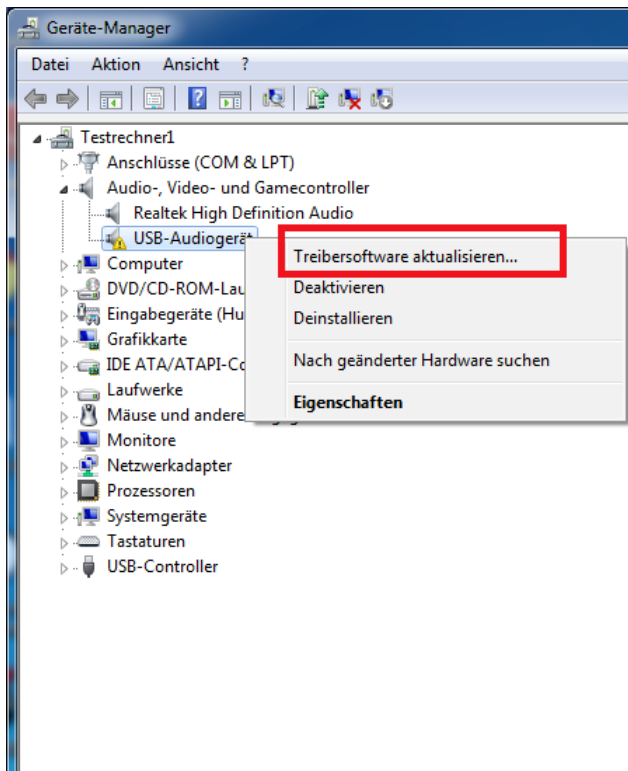 Geräte-Manager
Datei Aktion Ansicht ?
Testrechner1
Anschlüsse (COM & LPT)
Audio-, Video- und Gamecontroller
Realtek High Definition Audio
USB-Audiogerät
Treibersoftware aktualisieren...
Computer
DVD/CD-ROM-Lau
Deaktivieren
Eingabegeräte (Hu
Deinstallieren
Grafikkarte
IDE ATA/ATAPI-Co
Nach geänderter Hardware suchen
Laufwerke
Eigenschaften
Mäuse und andere
Monitore
Netzwerkadapter
Prozessoren
Systemgeräte
Tastaturen
USB-Controller